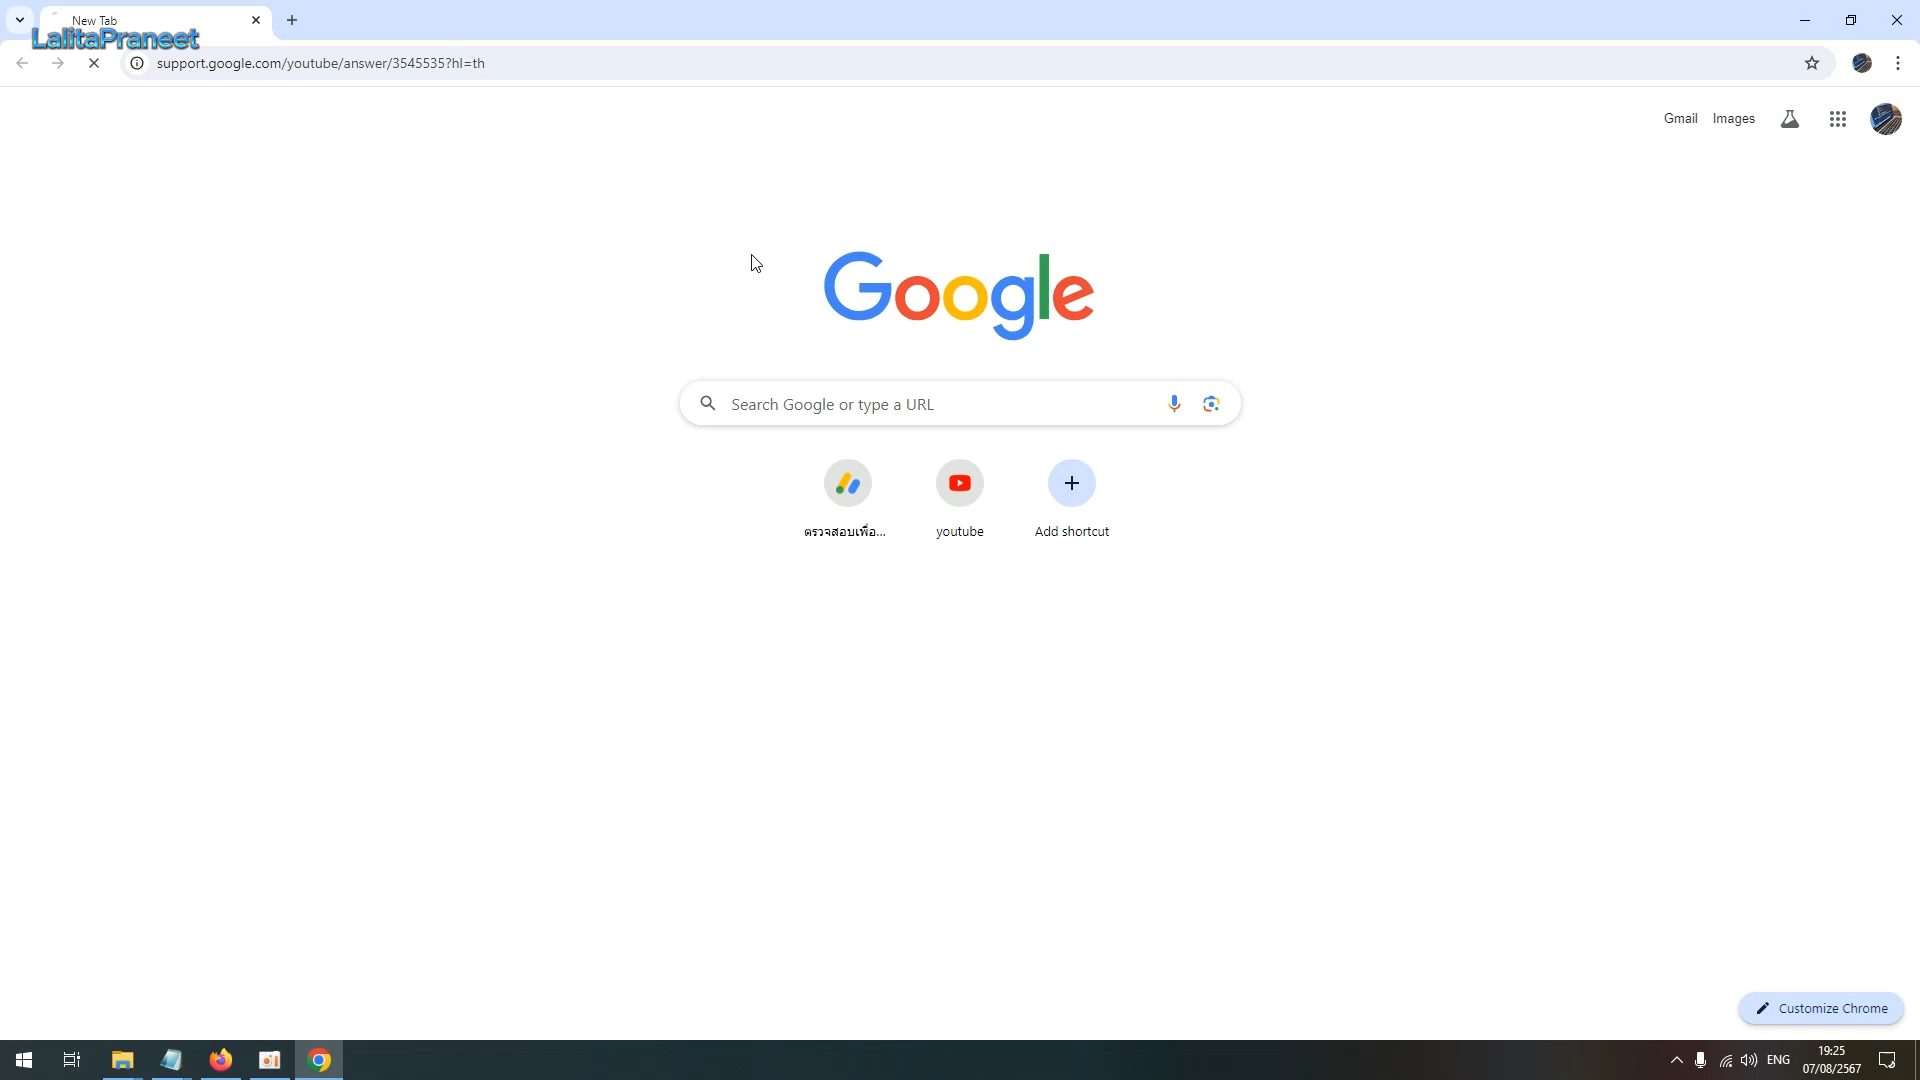 New Tab
LalitaPraneet
support.google.com/youtube/answer/3545535?hl=th
Gmail Images
Google
Search Google or type a URL
ตรวจสอบเพื่อ... youtube Add shortcut
Customize Chrome
ENG 19:25
07/08/2567